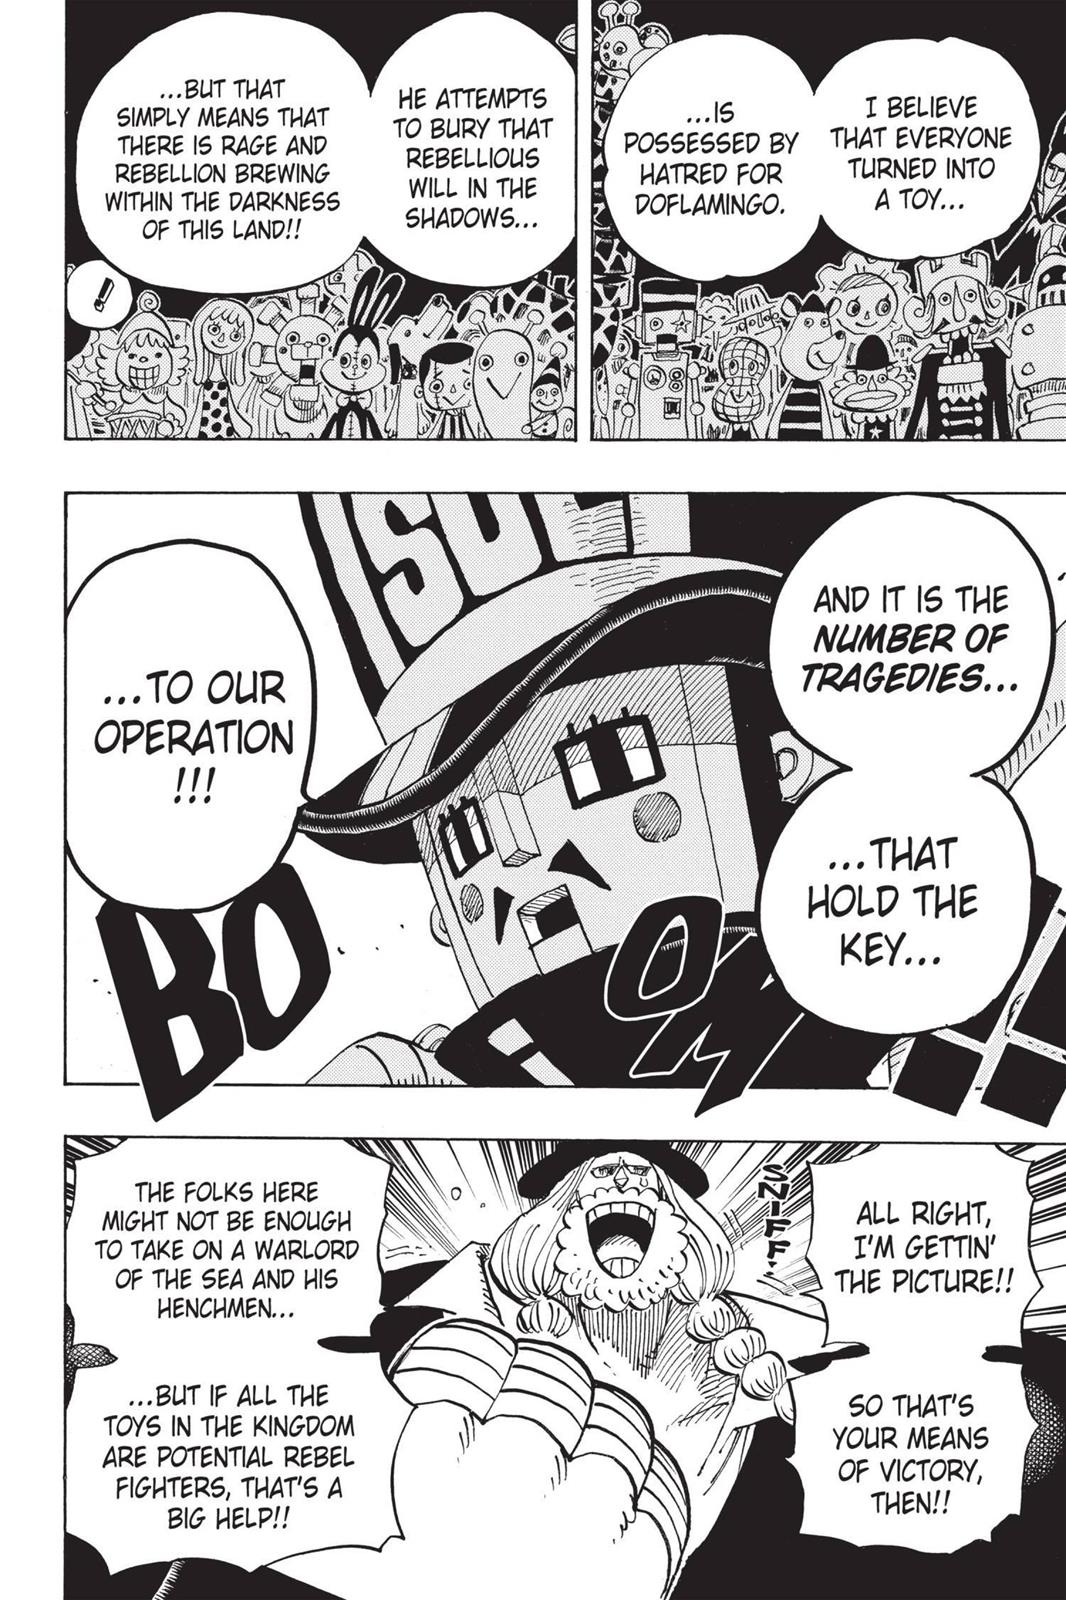 I BELIEVE
THAT EVERYONE
TURNED INTO
A TOY...
...IS
POSSESSED BY
HATRED FOR
DOFLAMINGO.
HE ATTEMPTS
TO BURY THAT
REBELLIOUS
WILL IN THE
SHADOWS...
...BUT THAT
SIMPLY MEANS THAT
THERE IS RAGE AND
REBELLION BREWING
WITHIN THE DARKNESS
OF THIS LAND!!
!
AND IT IS THE
NUMBER OF
TRAGEDIES...
...THAT
HOLD THE
KEY...
...TO OUR
OPERATION
!!!
BOOM
ALL RIGHT,
I'M GETTIN'
THE PICTURE!!
SO THAT'S
YOUR MEANS
OF VICTORY,
THEN!!
SNIFF!
THE FOLKS HERE
MIGHT NOT BE ENOUGH
TO TAKE ON A WARLORD
OF THE SEA AND HIS
HENCHMEN...
...BUT IF ALL THE
TOYS IN THE KINGDOM
ARE POTENTIAL REBEL
FIGHTERS, THAT'S A
BIG HELP!!